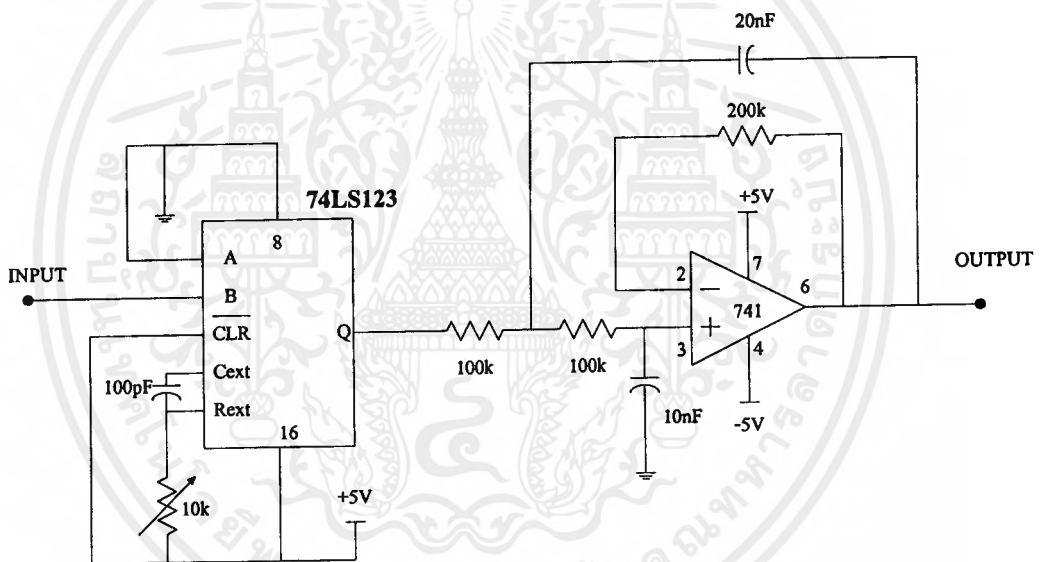 20nF
200k
74LS123
+5V
8
A
INPUT
B
CLR
Q
Cext
100pF
Rext
16
10k
+5V
100k
100k
10nF
2
7
6
741
3
4
-5V
OUTPUT